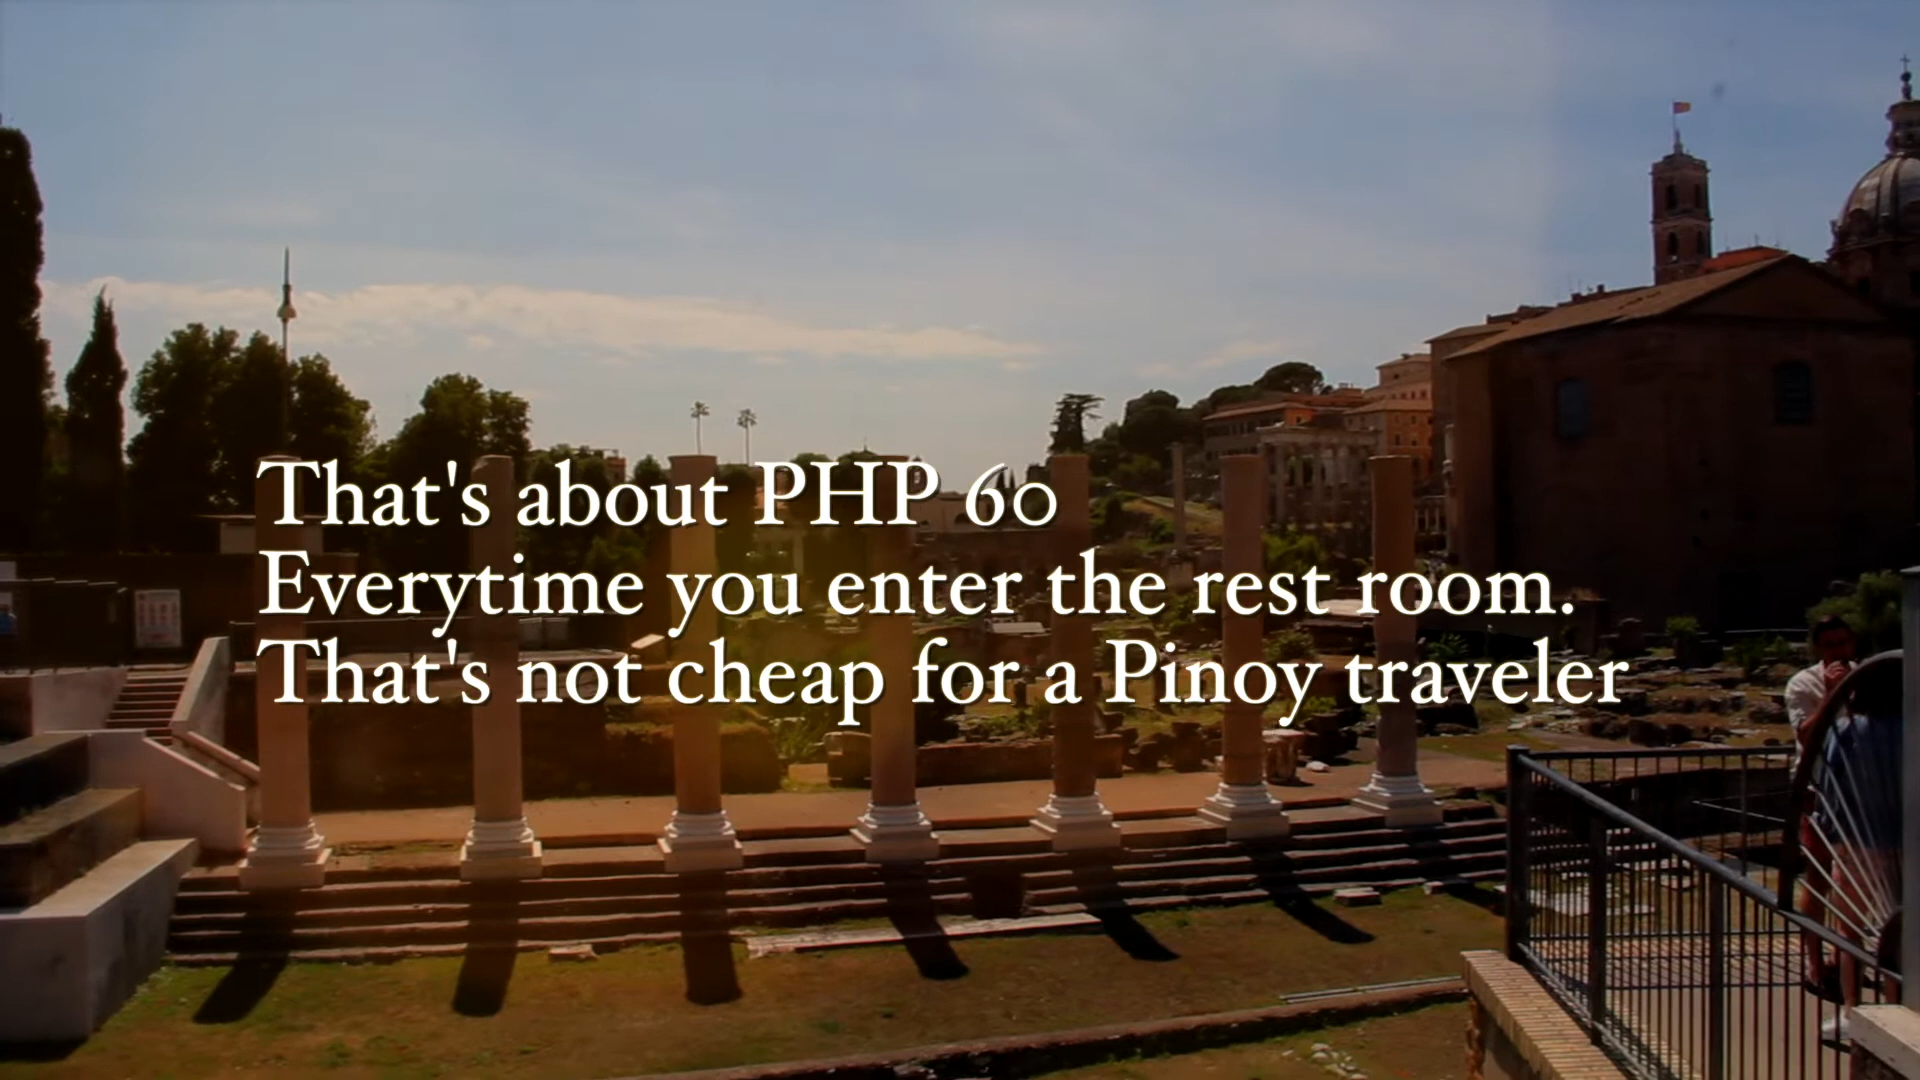 That's about PHP 60
Everytime you enter the rest room.
That's not cheap for a Pinoy traveler